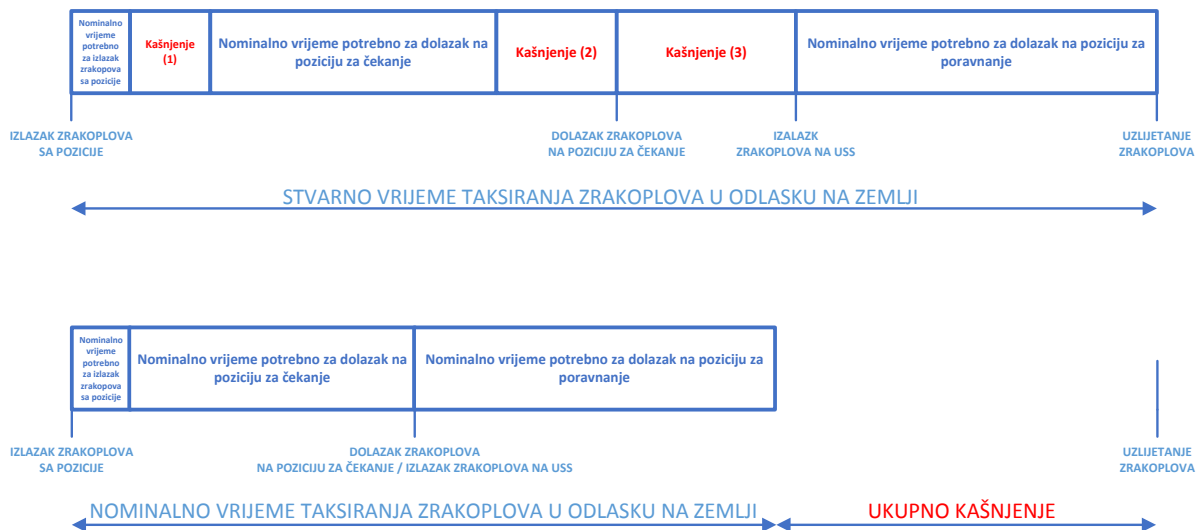 Nominalno
vrijeme
potrebno
za izlazak
zrakopova
sa pozicije
Kašnjenje
(1)
Nominalno vrijeme potrebno za dolazak na
poziciju za čekanje
Kašnjenje (2)
Kašnjenje (3)
Nominalno vrijeme potrebno za dolazak na poziciju za
poravnanje
IZLAZAK ZRAKOPLOVA
SA POZICIJE
DOLAZAK ZRAKOPLOVA
NA POZICIJU ZA ČEKANJE
IZALAZK
ZRAKOPLOVA NA USS
UZLIJETANJE
ZRAKOPLOVA
STVARNO VRIJEME TAKSIRANJA ZRAKOPLOVA U ODLASKU NA ZEMLJI
Nominalno
vrijeme
potrebno
za izlazak
zrakopova
sa pozicije
Nominalno vrijeme potrebno za dolazak na
poziciju za čekanje
Nominalno vrijeme potrebno za dolazak na poziciju za
poravnanje
IZLAZAK ZRAKOPLOVA
SA POZICIJE
DOLAZAK ZRAKOPLOVA
NA POZICIJU ZA ČEKANJE / IZLAZAK ZRAKOPLOVA NA USS
UZLIJETANJE
ZRAKOPLOVA
NOMINALNO VRIJEME TAKSIRANJA ZRAKOPLOVA U ODLASKU NA ZEMLJI
UKUPNO KAŠNJENJE